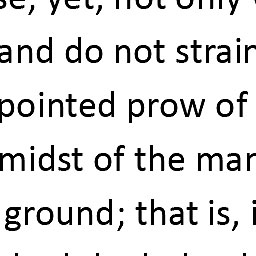 se, yet, not only
and do not strain
pointed prow of
midst of the mar
ground; that is, i